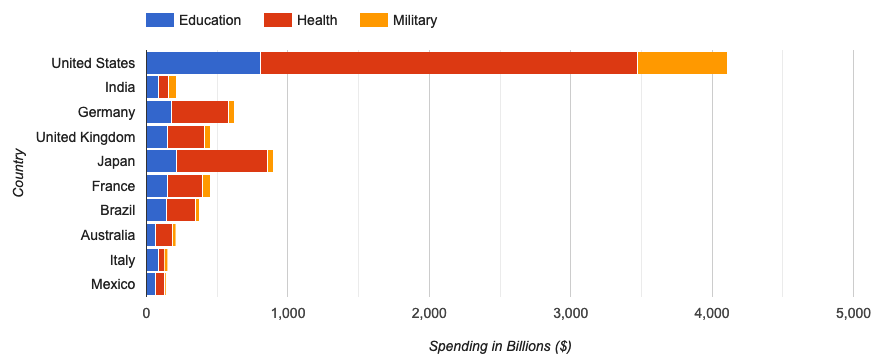 Education Health Military
United States
India
Germany
United Kingdom
Japan
France
Brazil
Australia
Italy
Mexico
Country
0 1,000 2,000 3,000 4,000 5,000
Spending in Billions ($)